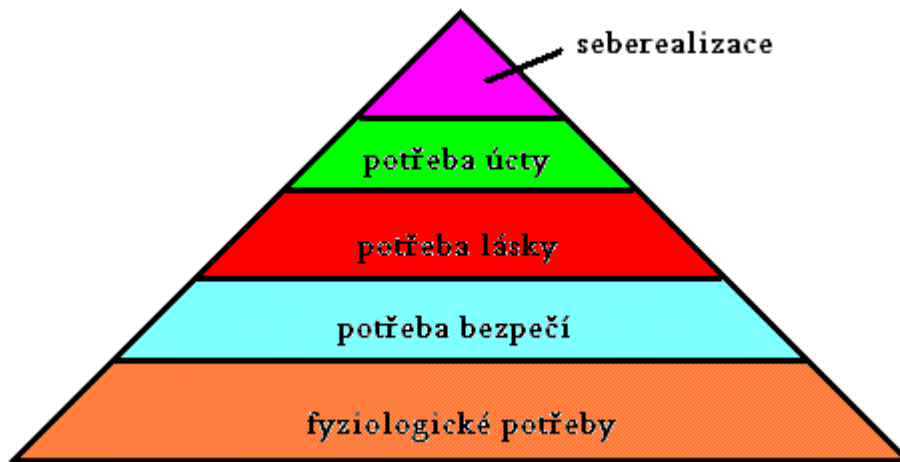 seberealizace
potřeba úcty
potřeba lásky
potřeba bezpečí
fyziologické potřeby